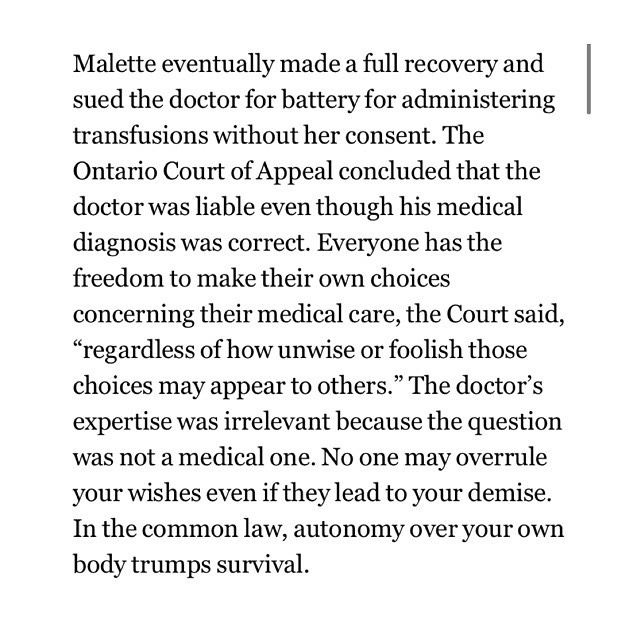 Malette eventually made a full recovery and
sued the doctor for battery for administering
transfusions without her consent. The
Ontario Court of Appeal concluded that the
doctor was liable even though his medical
diagnosis was correct. Everyone has the
freedom to make their own choices
concerning their medical care, the Court said,
“regardless of how unwise or foolish those
choices may appear to others.” The doctor’s
expertise was irrelevant because the question
was not a medical one. No one may overrule
your wishes even if they lead to your demise.
In the common law, autonomy over your own
body trumps survival.